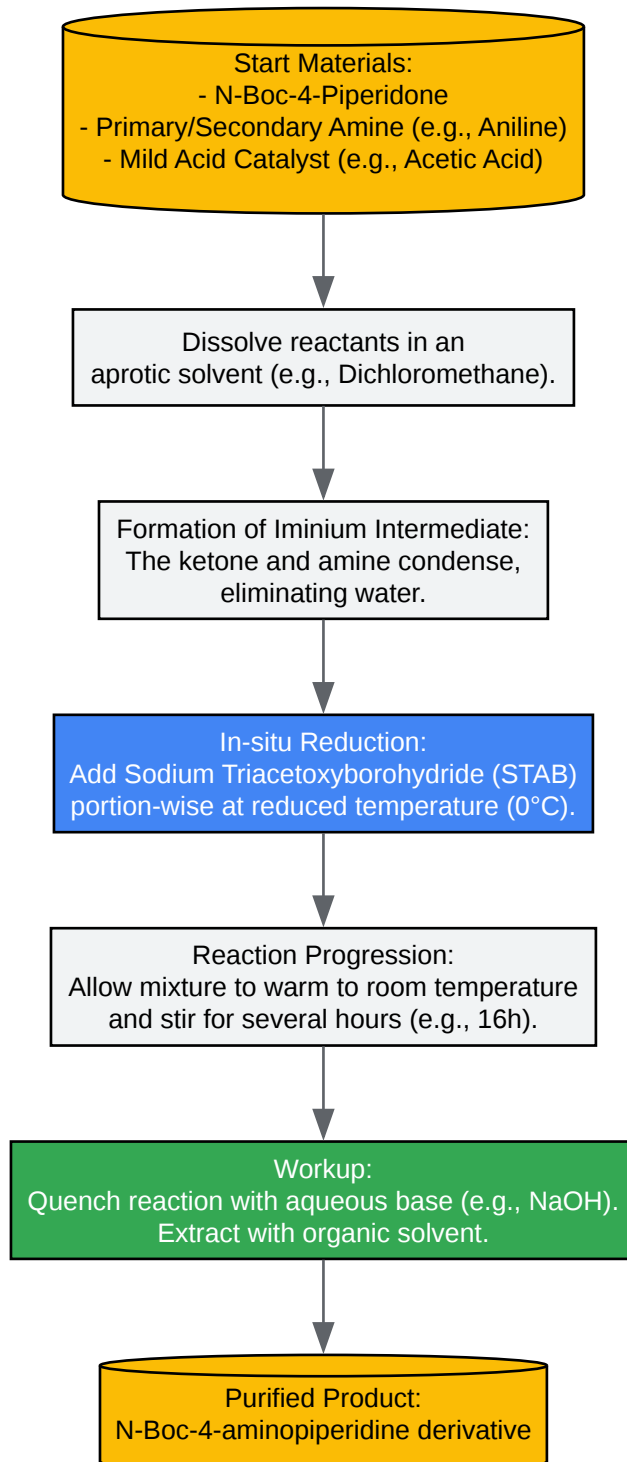 Start Materials:
- N-Boc-4-Piperidone
- Primary/Secondary Amine (e.g., Aniline)
- Mild Acid Catalyst (e.g., Acetic Acid)
Dissolve reactants in an
aprotic solvent (e.g., Dichloromethane).
Formation of Iminium Intermediate:
The ketone and amine condense,
eliminating water.
In-situ Reduction:
Add Sodium Triacetoxyborohydride (STAB)
portion-wise at reduced temperature (0°C).
Reaction Progression:
Allow mixture to warm to room temperature
and stir for several hours (e.g., 16h).
Workup:
Quench reaction with aqueous base (e.g., NaOH).
Extract with organic solvent.
Purified Product:
N-Boc-4-aminopiperidine derivative